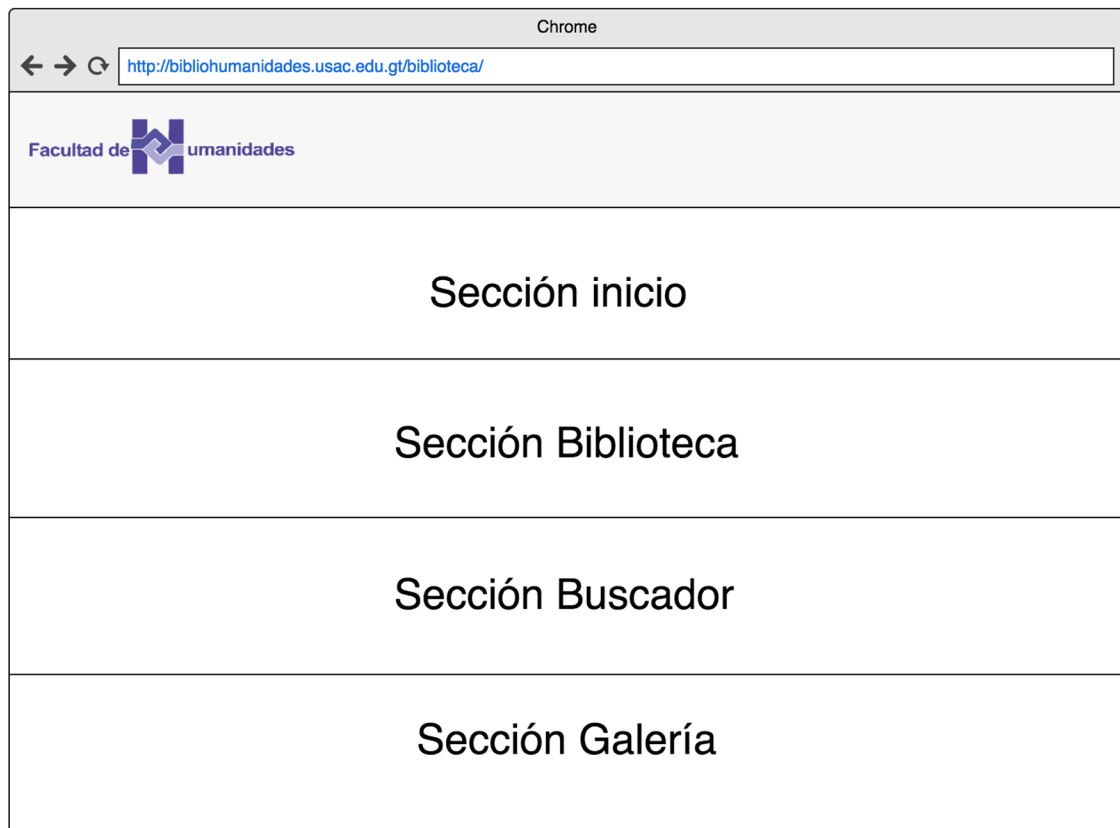 Chrome
http://bibliohumanidades.usac.edu.gt/biblioteca/
Facultad de Humanidades
Sección inicio
Sección Biblioteca
Sección Buscador
Sección Galería